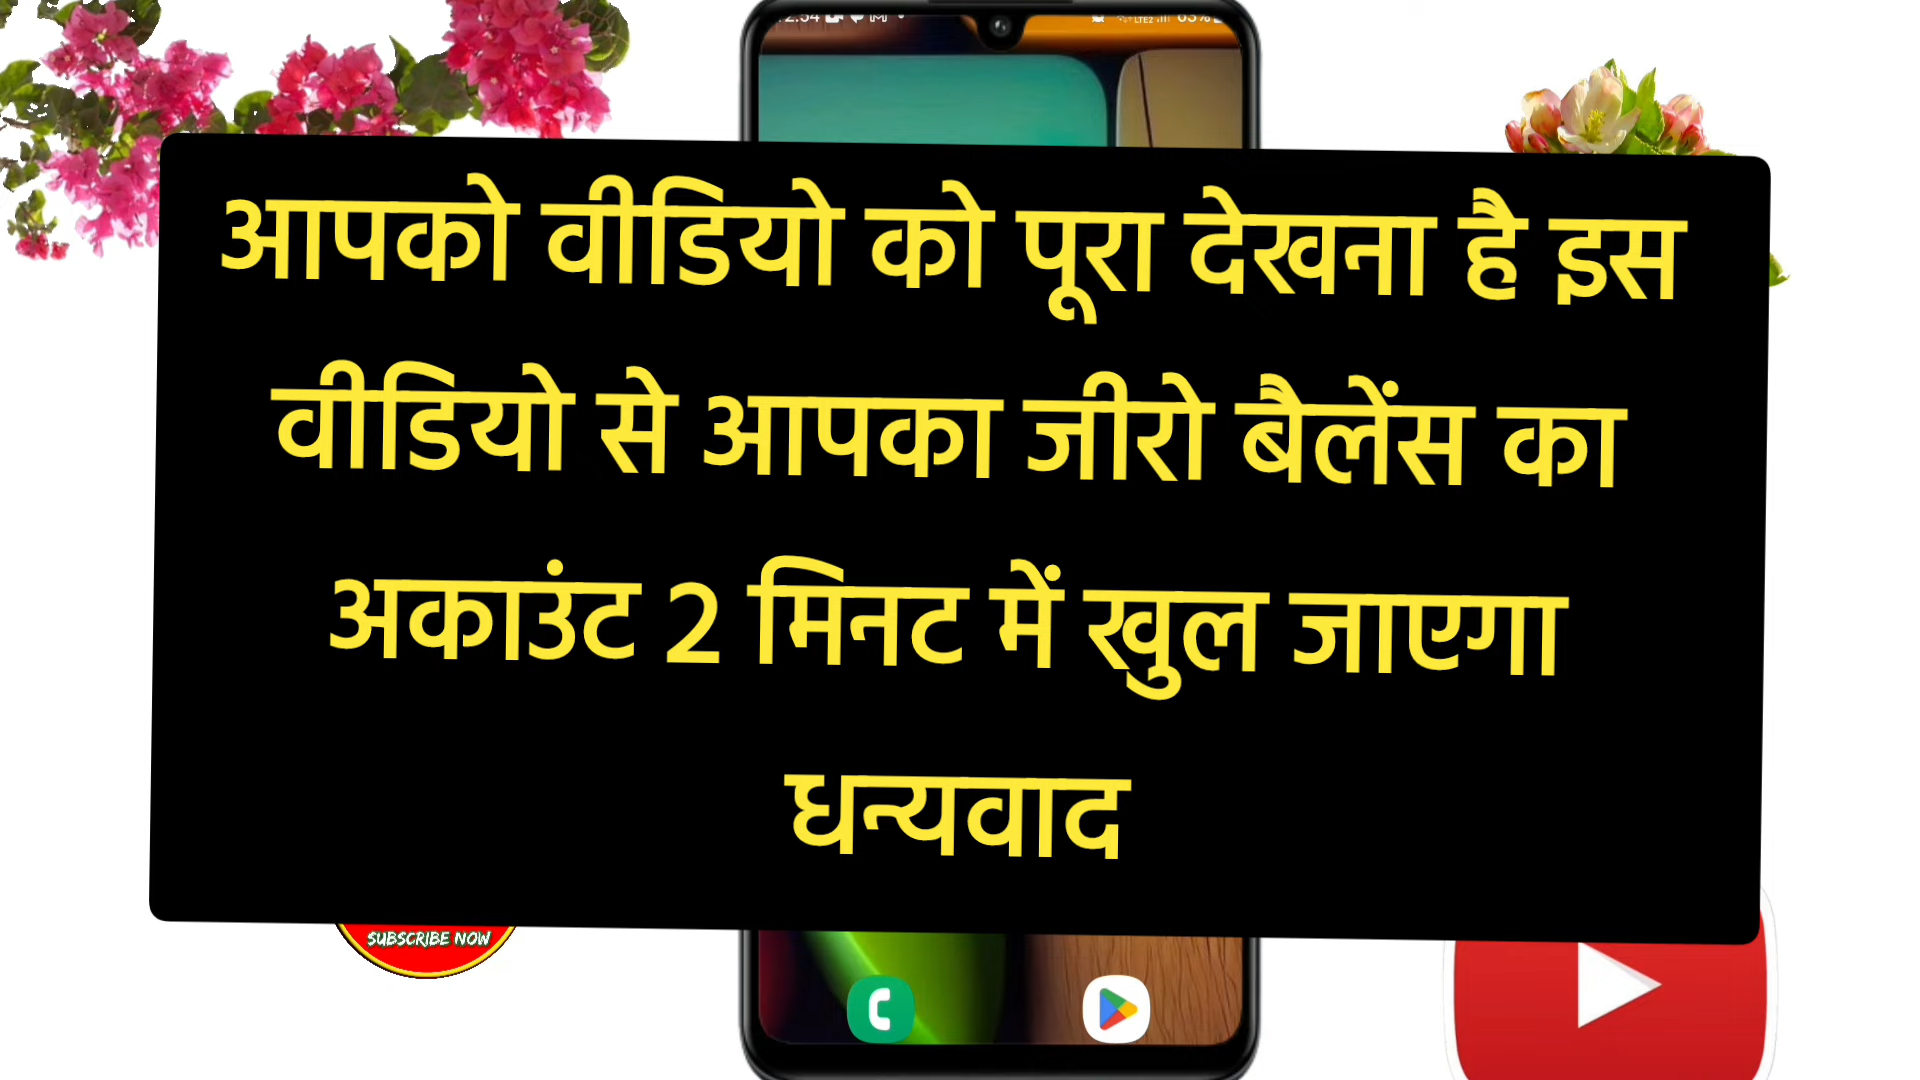 आपको वीडियो को पूरा देखना है इस
वीडियो से आपका जीरो बैलेंस का
अकाउंट 2 मिनट में खुल जाएगा
धन्यवाद
SUBSCRIBE NOW